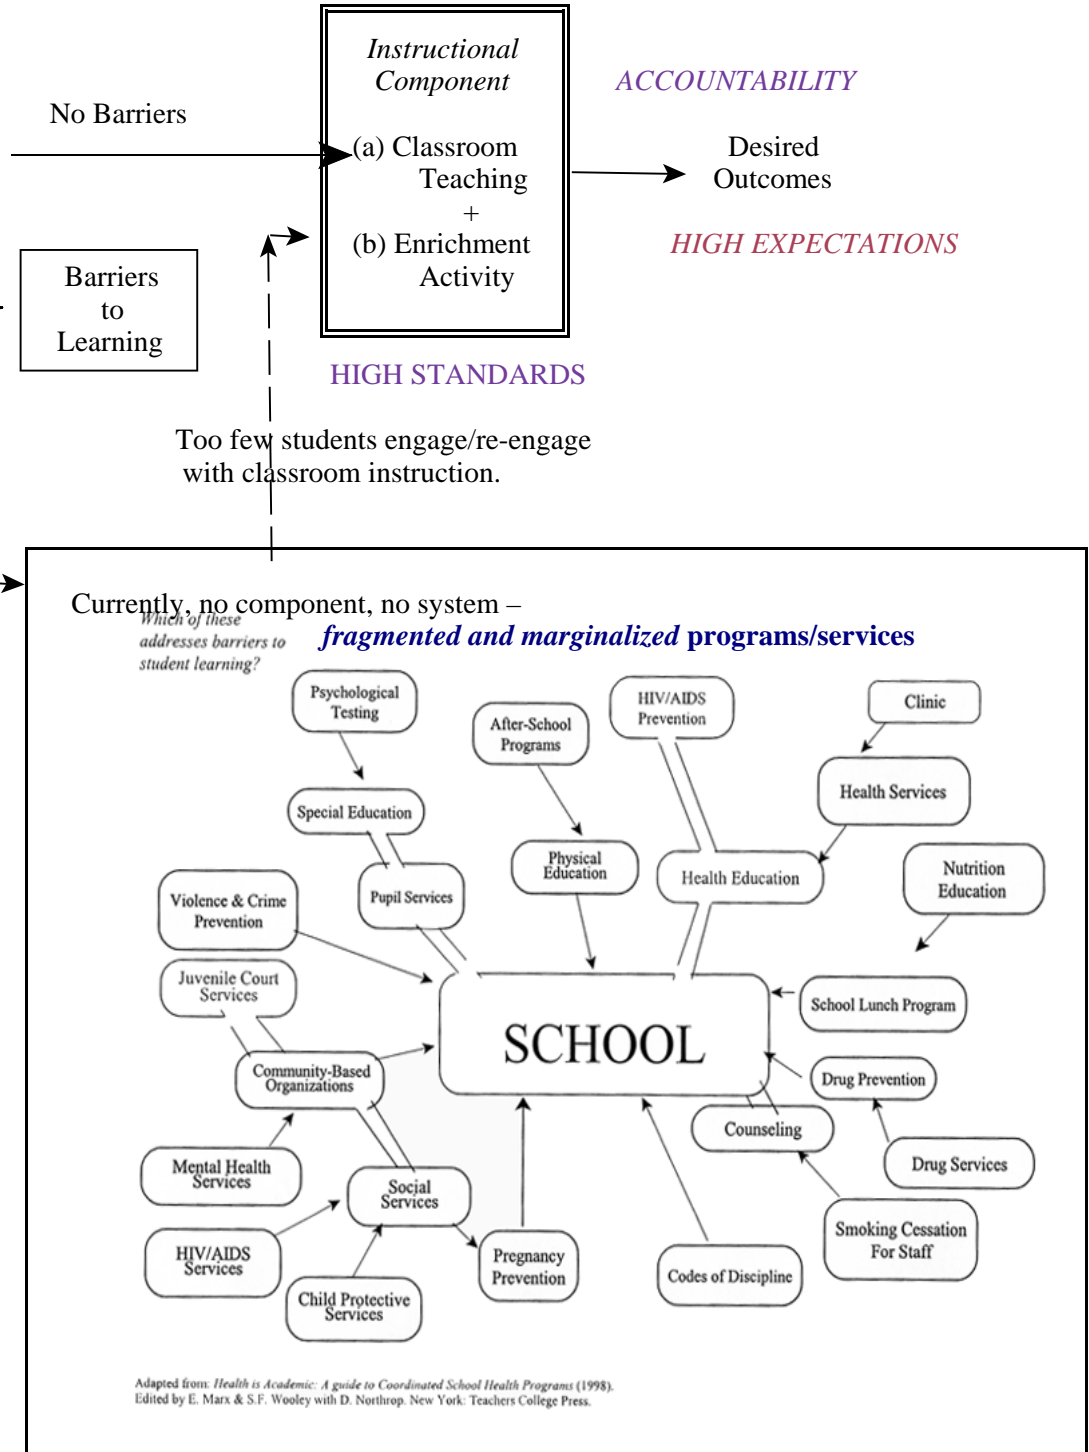 Instructional
Component
ACCOUNTABILITY
No Barriers
(a) Classroom
Teaching
+
(b) Enrichment
Activity
Desired
Outcomes
HIGH EXPECTATIONS
Barriers
to
Learning
HIGH STANDARDS
Too few students engage/re-engage
with classroom instruction.
Currently, no component, no system –
Which of these
addresses barriers to
student learning?
fragmented and marginalized programs/services
Psychological
Testing
After-School
Programs
HIV/AIDS
Prevention
Clinic
Health Services
Special Education
Physical
Education
Health Education
Nutrition
Education
Pupil Services
Violence & Crime
Prevention
Juvenile Court
Services
SCHOOL
School Lunch Program
Community-Based
Organizations
Drug Prevention
Counseling
Drug Services
Mental Health
Services
Social
Services
Smoking Cessation
For Staff
HIV/AIDS
Services
Pregnancy
Prevention
Codes of Discipline
Child Protective
Services
Adapted from: Health is Academic: A guide to Coordinated School Health Programs (1998).
Edited by E. Marx & S.F. Wooley with D. Northrop. New York: Teachers College Press.